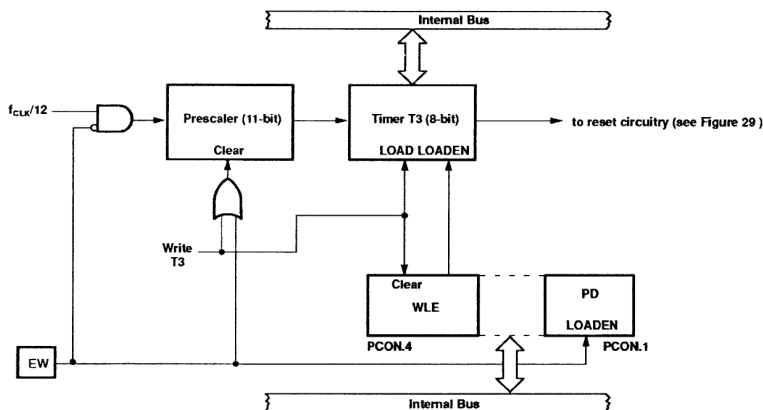 Internal Bus
fCLK/12
Prescaler (11-bit)
Timer T3 (8-bit)
to reset circuitry (see Figure 29 )
Clear
LOAD LOADEN
Write
T3
Clear
WLE
PD
LOADEN
PCON.4
PCON.1
EW
Internal Bus